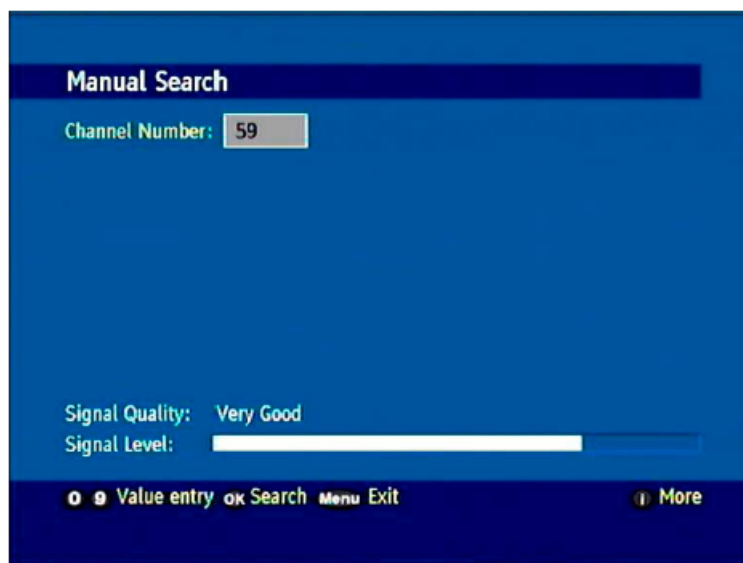 Manual Search
Channel Number: 59
Signal Quality: Very Good
Signal Level:
0 9 Value entry OK Search Menu Exit i More